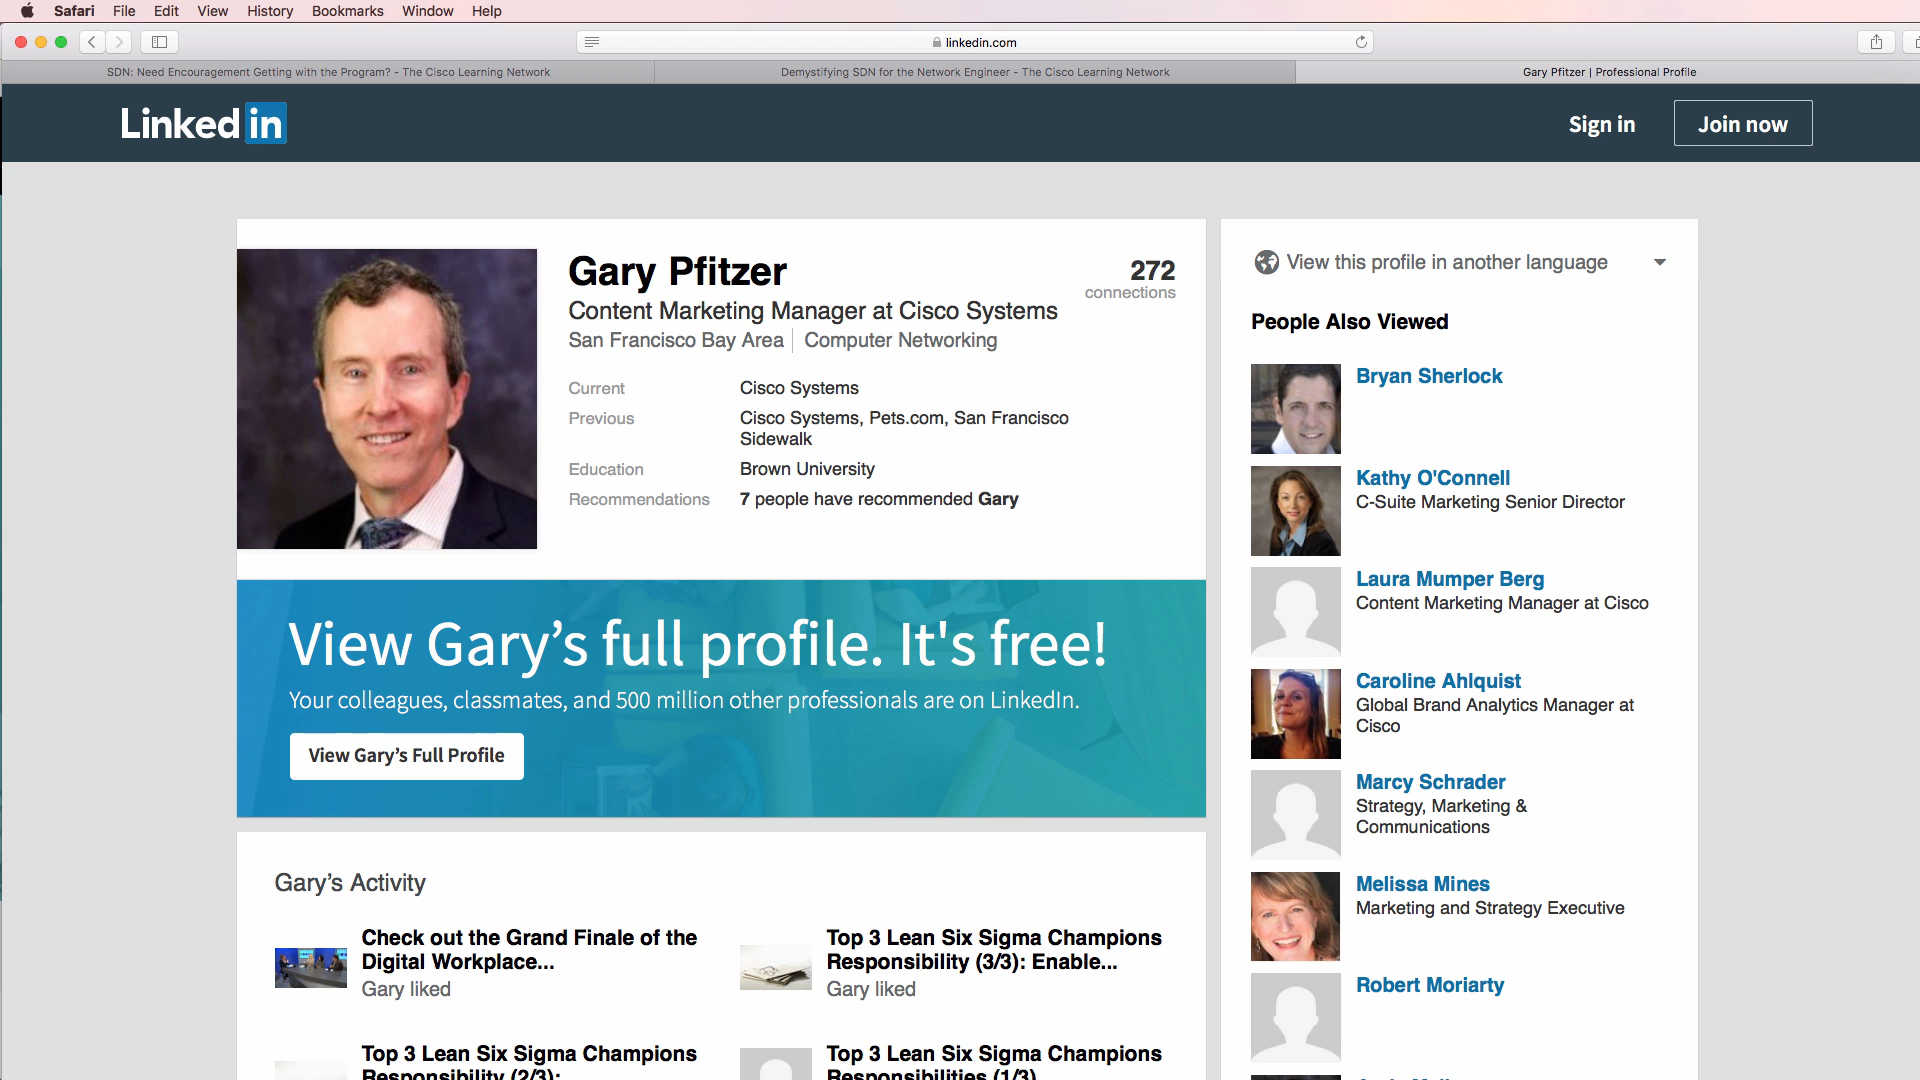 Safari File Edit View History Bookmarks Window Help
linkedin.com
SDN: Need Encouragement Getting with the Program? - The Cisco Learning Network
Demystifying SDN for the Network Engineer - The Cisco Learning Network
Gary Pfitzer | Professional Profile
Linked in
Sign in
Join now
Gary Pfitzer
272
connections
Content Marketing Manager at Cisco Systems
San Francisco Bay Area
Computer Networking
Current
Cisco Systems
Previous
Cisco Systems, Pets.com, San Francisco
Sidewalk
Education
Brown University
Recommendations
7 people have recommended Gary
View Gary’s full profile. It's free!
Your colleagues, classmates, and 500 million other professionals are on LinkedIn.
View Gary’s Full Profile
Gary’s Activity
Check out the Grand Finale of the
Digital Workplace...
Gary liked
Top 3 Lean Six Sigma Champions
Responsibility (3/3): Enable...
Gary liked
Top 3 Lean Six Sigma Champions
Responsibility (2/3):
Top 3 Lean Six Sigma Champions
Responsibilities (1/3)
View this profile in another language
People Also Viewed
Bryan Sherlock
Kathy O'Connell
C-Suite Marketing Senior Director
Laura Mumper Berg
Content Marketing Manager at Cisco
Caroline Ahlquist
Global Brand Analytics Manager at
Cisco
Marcy Schrader
Strategy, Marketing &
Communications
Melissa Mines
Marketing and Strategy Executive
Robert Moriarty